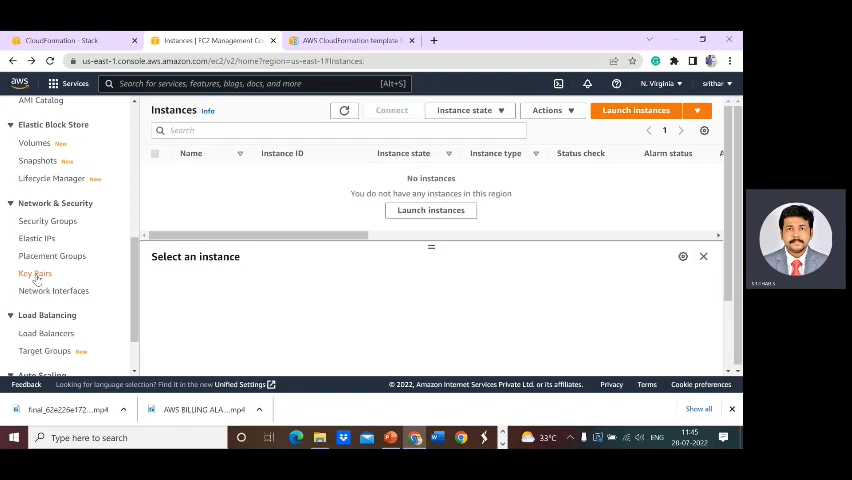 CloudFormation - Stack
Instances | EC2 Management Co
AWS CloudFormation template t
us-east-1.console.aws.amazon.com/ec2/v2/home?region=us-east-1#Instances:
aws
Services
Search for services, features, blogs, docs, and more
[Alt+S]
N. Virginia
srithar
AMI Catalog
Elastic Block Store
Volumes New
Snapshots New
Lifecycle Manager New
Network & Security
Security Groups
Elastic IPs
Placement Groups
Key Pairs
Network Interfaces
Load Balancing
Load Balancers
Target Groups New
Auto Scaling
Instances Info
Connect
Instance state
Actions
Launch instances
Search
1
Name
Instance ID
Instance state
Instance type
Status check
Alarm status
A
No instances
You do not have any instances in this region
Launch instances
Select an instance
Feedback
Looking for language selection? Find it in the new Unified Settings
© 2022, Amazon Internet Services Private Ltd. or its affiliates.
Privacy
Terms
Cookie preferences
final_62e226e172....mp4
AWS BILLING ALA....mp4
Show all
Type here to search
33°C
ENG
11:45
28-07-2022